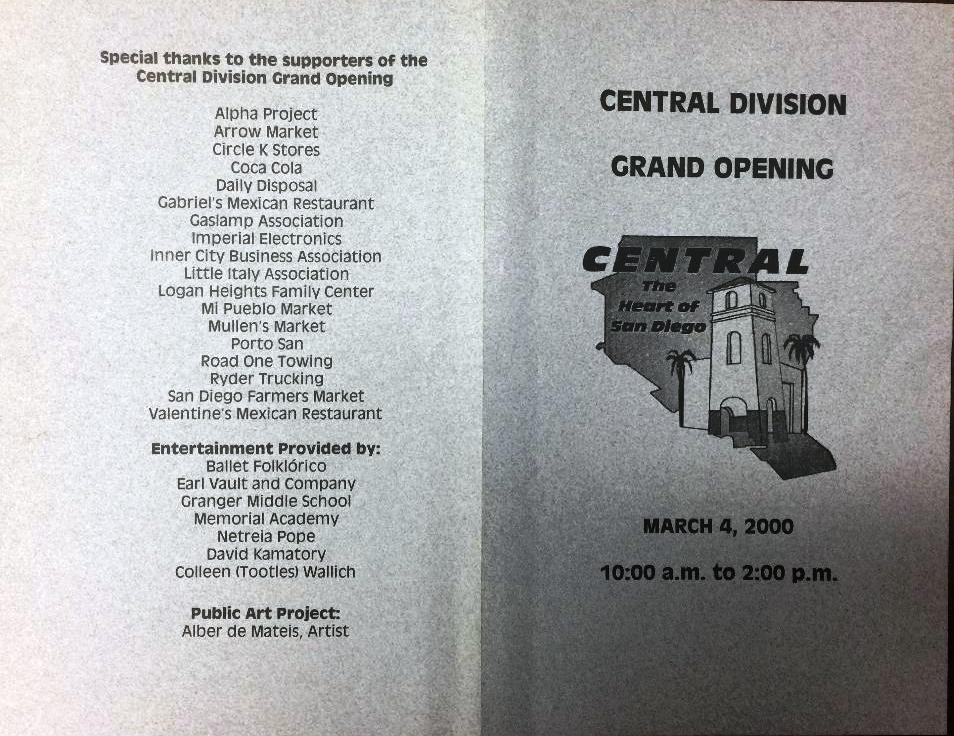 Special thanks to the supporters of the
Central Division Grand Opening
Alpha Project
Arrow Market
Circle K Stores
Coca Cola
Daily Disposal
Gabriel's Mexican Restaurant
Gaslamp Association
Imperial Electronics
Inner City Business Association
Little Italy Association
Logan Heights Family Center
Mi Pueblo Market
Mullen's Market
Porto San
Road One Towing
Ryder Trucking
San Diego Farmers Market
Valentine's Mexican Restaurant
Entertainment Provided by:
Ballet Folklórico
Earl Vault and Company
Granger Middle School
Memorial Academy
Netreia Pope
David Kamatory
Colleen (Tootles) Wallich
Public Art Project:
Alber de Mateis, Artist
CENTRAL DIVISION
GRAND OPENING
CENTRAL
The
Heart of
San Diego
MARCH 4, 2000
10:00 a.m. to 2:00 p.m.